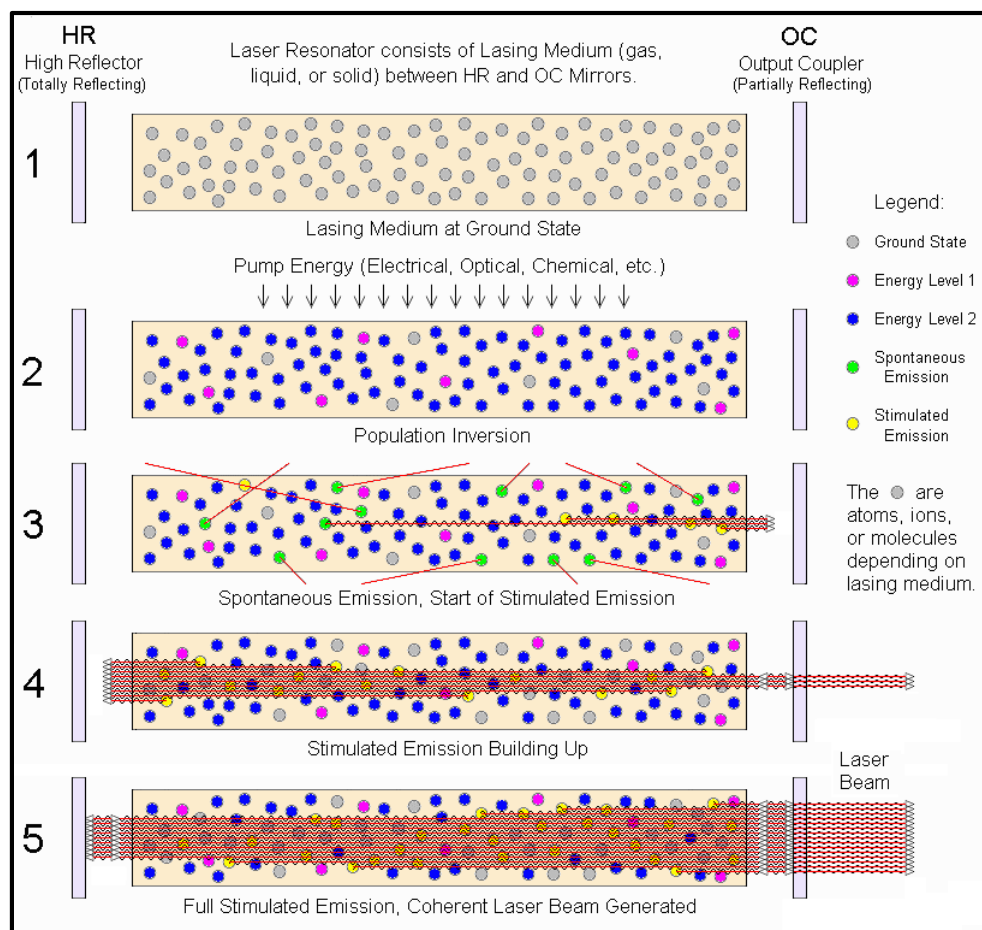 HR
High Reflector
(Totally Reflecting)
Laser Resonator consists of Lasing Medium (gas,
liquid, or solid) between HR and OC Mirrors.
OC
Output Coupler
(Partially Reflecting)
1
Lasing Medium at Ground State
Pump Energy (Electrical, Optical, Chemical, etc.)
2
Population Inversion
3
Spontaneous Emission, Start of Stimulated Emission
4
Stimulated Emission Building Up
5
Full Stimulated Emission, Coherent Laser Beam Generated
Legend:
Ground State
Energy Level 1
Energy Level 2
Spontaneous
Emission
Stimulated
Emission
The are
atoms, ions,
or molecules
depending on
lasing medium.
Laser
Beam